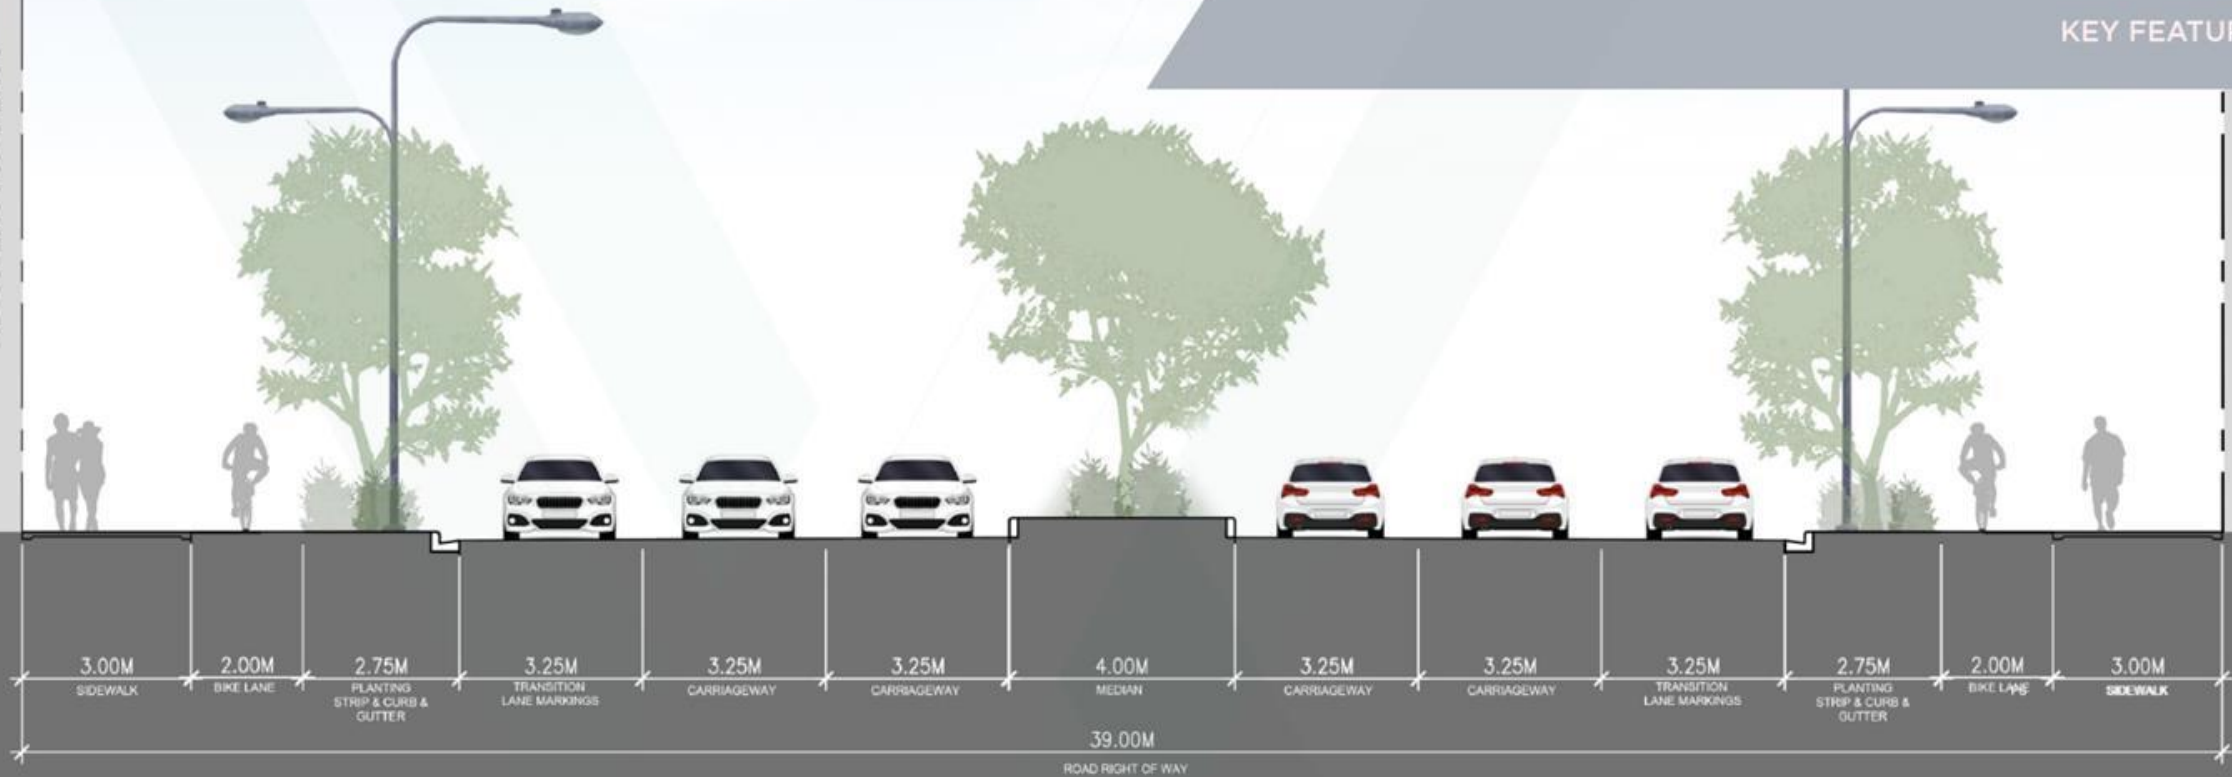 KEY FEATU
3.00M
SIDEWALK
2.00M
BIKE LANE
2.75M
PLANTING
STRIP & CURB &
GUTTER
3.25M
TRANSITION
LANE MARKINGS
3.25M
CARRIAGEWAY
3.25M
CARRIAGEWAY
4.00M
MEDIAN
3.25M
CARRIAGEWAY
3.25M
CARRIAGEWAY
3.25M
TRANSITION
LANE MARKINGS
2.75M
PLANTING
STRIP & CURB &
GUTTER
2.00M
BIKE LANE
3.00M
SIDEWALK
39.00M
ROAD RIGHT OF WAY